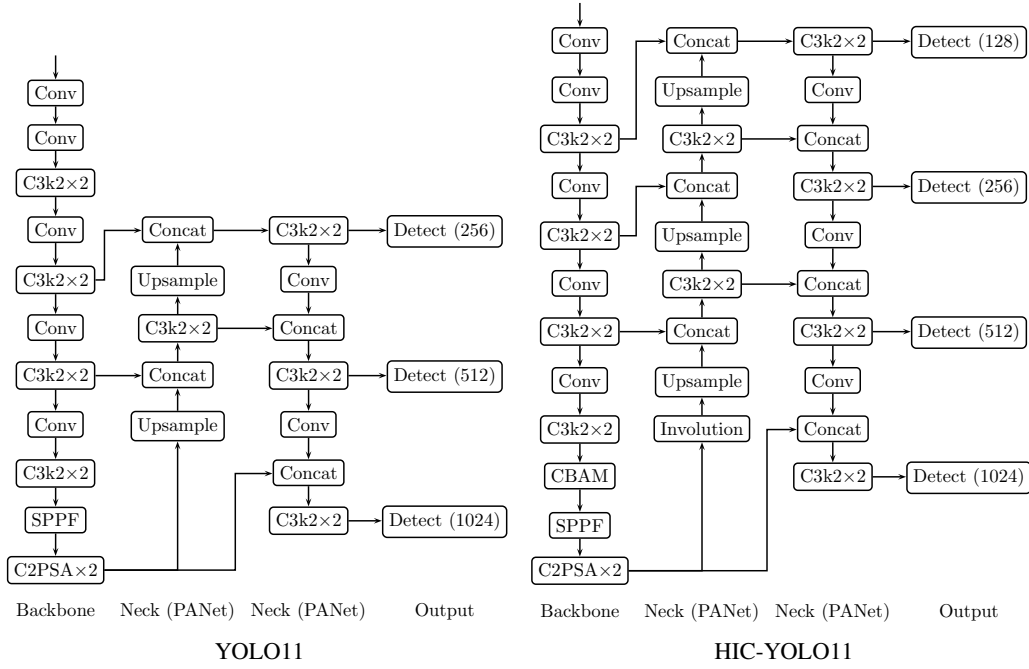 Conv
Conv
C3k2×2
Conv
C3k2×2
Conv
C3k2×2
Conv
C3k2×2
SPPF
C2PSA×2
Concat
Upsample
C3k2×2
Concat
Upsample
C3k2×2
Conv
Concat
C3k2×2
Conv
Concat
C3k2×2
Detect (256)
Detect (512)
Detect (1024)
Backbone
Neck (PANet)
Neck (PANet)
Output
YOLO11
Conv
Conv
C3k2×2
Conv
C3k2×2
Conv
C3k2×2
Conv
C3k2×2
CBAM
SPPF
C2PSA×2
Concat
Upsample
C3k2×2
Concat
Upsample
C3k2×2
Concat
Upsample
Involution
C3k2×2
Conv
Concat
C3k2×2
Conv
Concat
C3k2×2
Conv
Concat
C3k2×2
Detect (128)
Detect (256)
Detect (512)
Detect (1024)
Backbone
Neck (PANet)
Neck (PANet)
Output
HIC-YOLO11